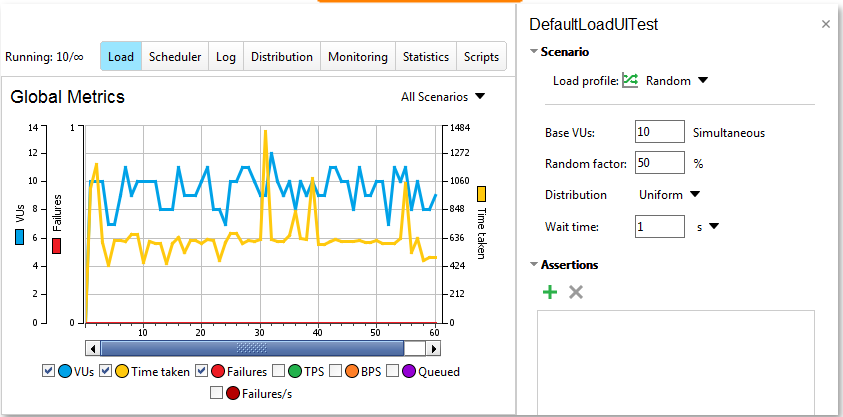 DefaultLoadUITest
Running: 10/∞
Load
Scheduler
Log
Distribution
Monitoring
Statistics
Scripts
Global Metrics
All Scenarios
14
12
10
8
6
4
2
0
VUs
1
0
Failures
1484
1272
1060
848
636
424
212
0
Time taken
10
20
30
40
50
60
VUs
Time taken
Failures
TPS
BPS
Queued
Failures/s
Scenario
Load profile: Random
Base VUs: 10 Simultaneous
Random factor: 50 %
Distribution Uniform
Wait time: 1 s
Assertions